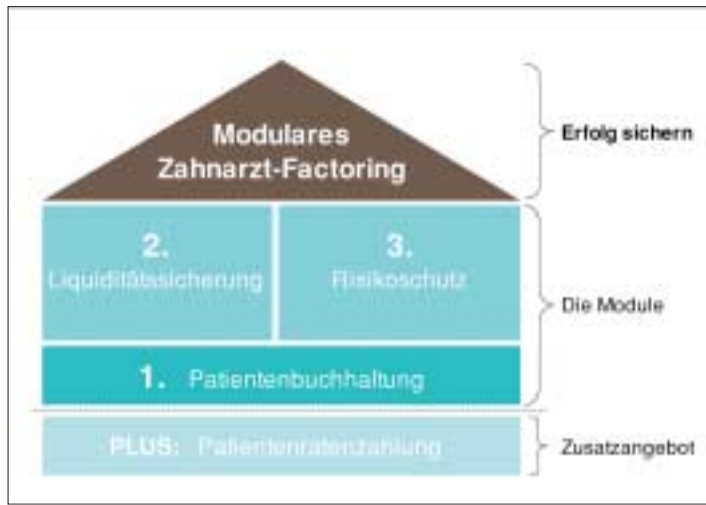 Modulares
Zahnarzt-Factoring
Erfolg sichern
2.
Liquiditätssicherung
3.
Risikoschutz
Die Module
1. Patientenbuchhaltung
PLUS: Patientenratenzahlung
Zusatzangebot